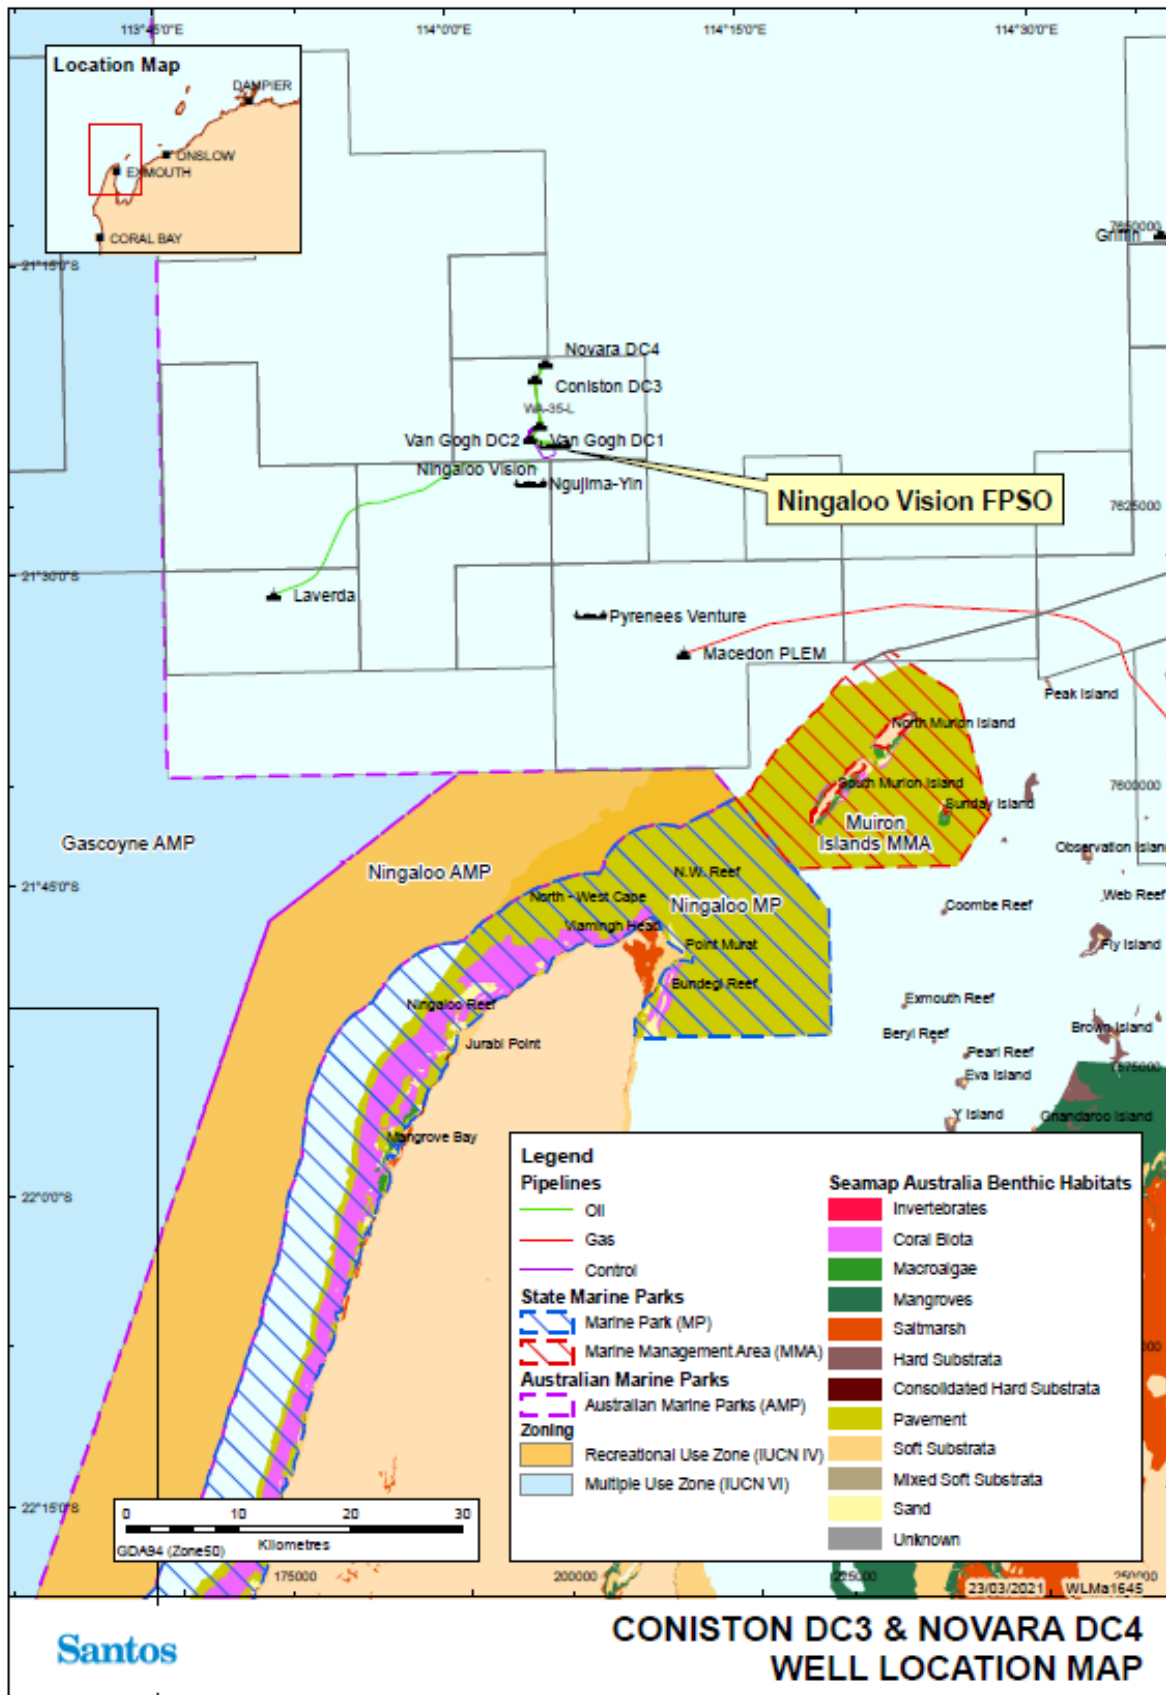 113°45'0"E
114°0'0"E
114°15'0"E
114°30'0"E
Location Map
DAMPIER
ONSLOW
EXMOUTH
CORAL BAY
7650000
Griffin
21°15'0"S
Novara DC4
Coniston DC3
WA-35-L
Van Gogh DC2
Van Gogh DC1
Ningaloo Vision
Ngujima-Yin
Ningaloo Vision FPSO
7625000
21°30'0"S
Laverda
Pyrenees Venture
Macedon PLEM
Peak Island
North Murion Island
South Murion Island
Sunday Island
7600000
Muiron
Islands MMA
Gascoyne AMP
Ningaloo AMP
Observation Island
21°45'0"S
N.W. Reef
North - West Cape
Ningaloo MP
Web Reef
Coombe Reef
Vlamingh Head
Point Murat
Fly Island
Bundegi Reef
Ningaloo Reef
Exmouth Reef
Beryl Reef
Brown Island
Jurabi Point
Pearl Reef
Eva Island
7575000
Y Island
Gnandaroo Island
Mangrove Bay
22°0'0"S
Legend
Pipelines
Oil
Gas
Control
State Marine Parks
Marine Park (MP)
Marine Management Area (MMA)
Australian Marine Parks
Australian Marine Parks (AMP)
Zoning
Recreational Use Zone (IUCN IV)
Multiple Use Zone (IUCN VI)
Seamap Australia Benthic Habitats
Invertebrates
Coral Biota
Macroalgae
Mangroves
Saltmarsh
Hard Substrata
Consolidated Hard Substrata
Pavement
Soft Substrata
Mixed Soft Substrata
Sand
Unknown
22°15'0"S
0 10 20 30
Kilometres
GDA94 (Zone50)
175000
200000
225000
250000
23/03/2021
WLMa1645
Santos
CONISTON DC3 & NOVARA DC4
WELL LOCATION MAP